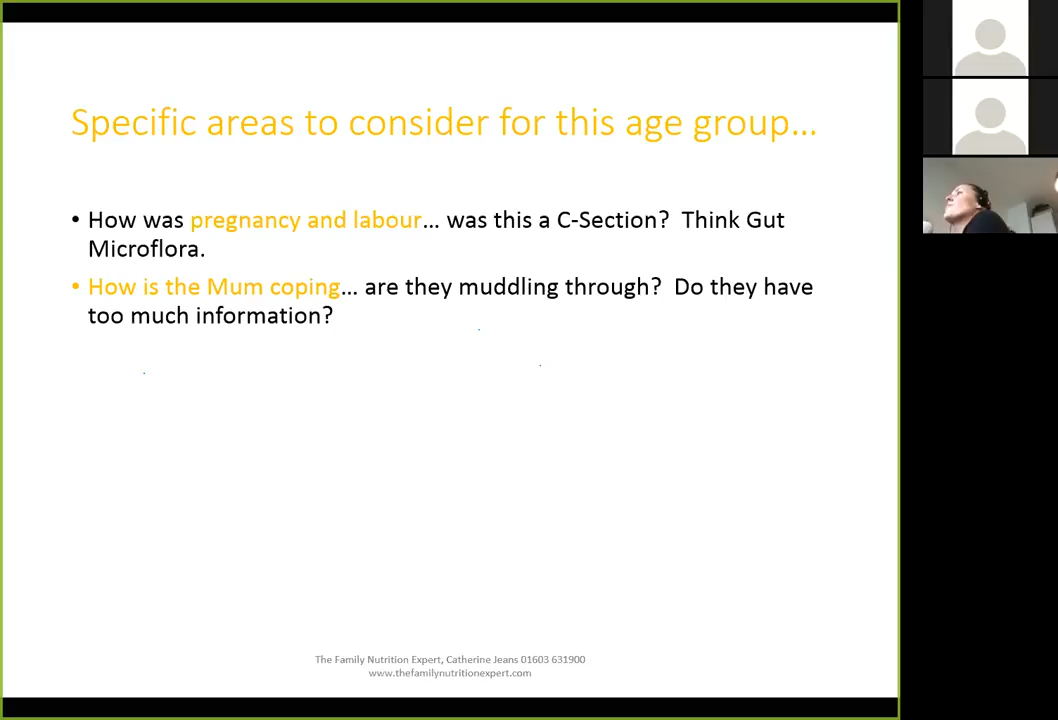 Specific areas to consider for this age group...
• How was pregnancy and labour... was this a C-Section? Think Gut
Microflora.
• How is the Mum coping... are they muddling through? Do they have
too much information?
The Family Nutrition Expert, Catherine Jeans 01603 631900
www.thefamilynutritionexpert.com